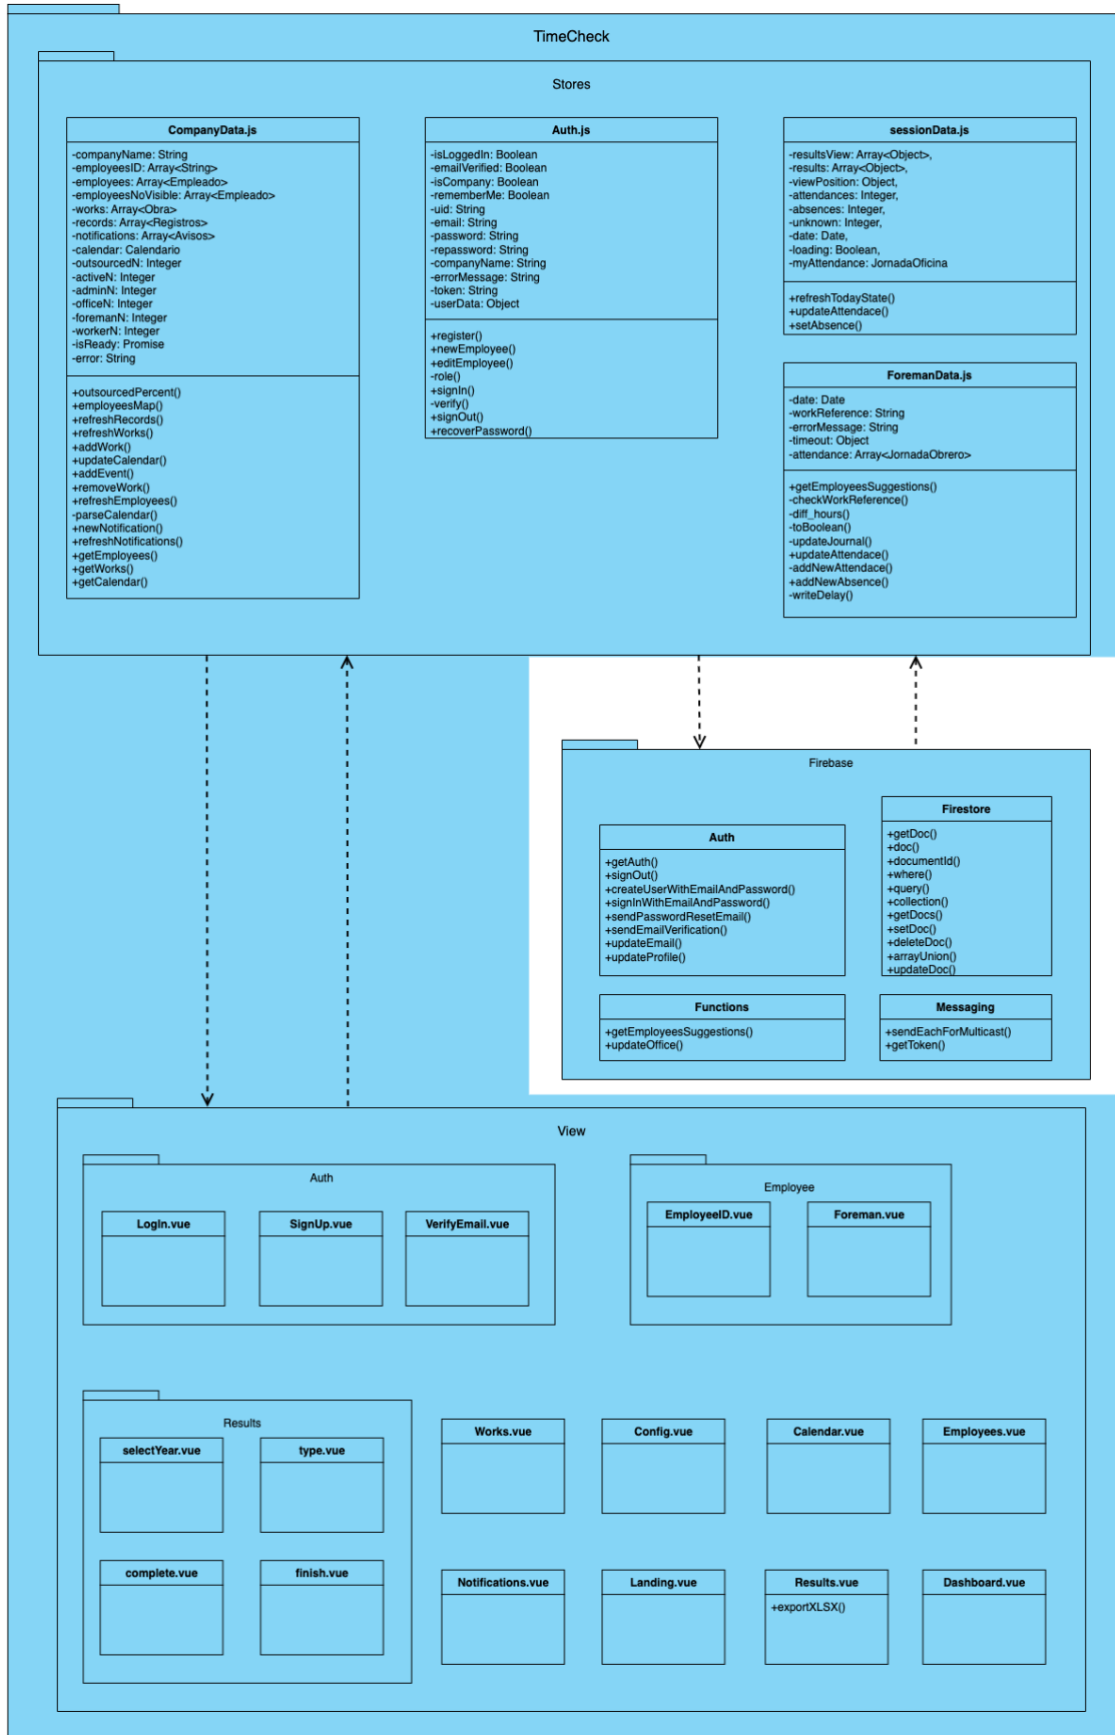 TimeCheck
Stores
CompanyData.js
-companyName: String
-employeesID: Array<String>
-employees: Array<Empleado>
-employeesNoVisible: Array<Empleado>
-works: Array<Obra>
-records: Array<Registros>
-notifications: Array<Avisos>
-calendar: Calendario
-outsourcedN: Integer
-activeN: Integer
-adminN: Integer
-officeN: Integer
-foremanN: Integer
-workerN: Integer
-isReady: Promise
-error: String
+outsourcedPercent()
+employeesMap()
+refreshRecords()
+refreshWorks()
+addWork()
+updateCalendar()
+addEvent()
+removeWork()
+refreshEmployees()
-parseCalendar()
+newNotification()
+refreshNotifications()
+getEmployees()
+getWorks()
+getCalendar()
Auth.js
-isLoggedIn: Boolean
-emailVerified: Boolean
-isCompany: Boolean
-rememberMe: Boolean
-uid: String
-email: String
-password: String
-repassword: String
-companyName: String
-errorMessage: String
-token: String
-userData: Object
+register()
+newEmployee()
+editEmployee()
-role()
+signIn()
-verify()
+signOut()
+recoverPassword()
sessionData.js
-resultsView: Array<Object>,
-results: Array<Object>,
-viewPosition: Object,
-attendances: Integer,
-absences: Integer,
-unknown: Integer,
-date: Date,
-loading: Boolean,
-myAttendance: JornadaOficina
+refreshTodayState()
+updateAttendace()
+setAbsence()
ForemanData.js
-date: Date
-workReference: String
-errorMessage: String
-timeout: Object
-attendance: Array<JornadaObrero>
+getEmployeesSuggestions()
-checkWorkReference()
-diff_hours()
-toBoolean()
-updateJournal()
+updateAttendace()
-addNewAttendace()
+addNewAbsence()
-writeDelay()
Firebase
Auth
+getAuth()
+signOut()
+createUserWithEmailAndPassword()
+signInWithEmailAndPassword()
+sendPasswordResetEmail()
+sendEmailVerification()
+updateEmail()
+updateProfile()
Firestore
+getDoc()
+doc()
+documentId()
+where()
+query()
+collection()
+getDocs()
+setDoc()
+deleteDoc()
+arrayUnion()
+updateDoc()
Functions
+getEmployeesSuggestions()
+updateOffice()
Messaging
+sendEachForMulticast()
+getToken()
View
Auth
LogIn.vue
SignUp.vue
VerifyEmail.vue
Employee
EmployeeID.vue
Foreman.vue
Results
selectYear.vue
type.vue
complete.vue
finish.vue
Works.vue
Config.vue
Calendar.vue
Employees.vue
Notifications.vue
Landing.vue
Results.vue
+exportXLSX()
Dashboard.vue